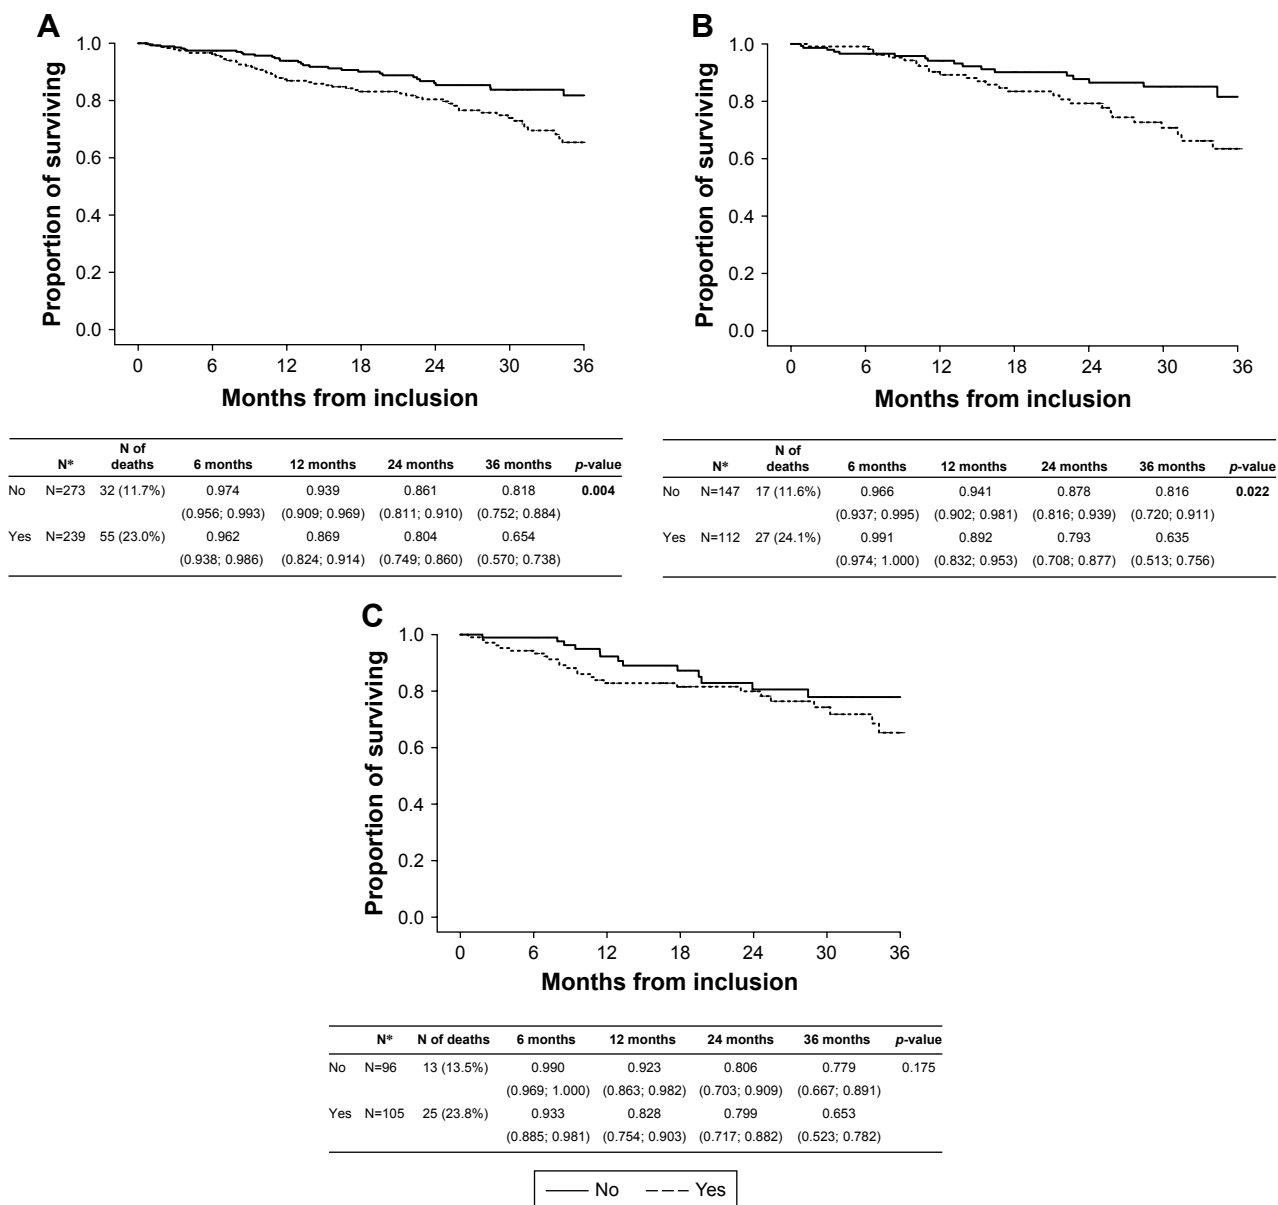 A
B
1.0
0.8
0.6
0.4
0.2
0.0
Proportion of surviving
0 6 12 18 24 30 36
Months from inclusion
1.0
0.8
0.6
0.4
0.2
0.0
Proportion of surviving
0 6 12 18 24 30 36
Months from inclusion
N* N of deaths 6 months 12 months 24 months 36 months p-value
No N=273 32 (11.7%) 0.974 0.939 0.861 0.818 0.004
(0.956; 0.993) (0.909; 0.969) (0.811; 0.910) (0.752; 0.884)
Yes N=239 55 (23.0%) 0.962 0.869 0.804 0.654
(0.938; 0.986) (0.824; 0.914) (0.749; 0.860) (0.570; 0.738)
N* N of deaths 6 months 12 months 24 months 36 months p-value
No N=147 17 (11.6%) 0.966 0.941 0.878 0.816 0.022
(0.937; 0.995) (0.902; 0.981) (0.816; 0.939) (0.720; 0.911)
Yes N=112 27 (24.1%) 0.991 0.892 0.793 0.635
(0.974; 1.000) (0.832; 0.953) (0.708; 0.877) (0.513; 0.756)
C
1.0
0.8
0.6
0.4
0.2
0.0
Proportion of surviving
0 6 12 18 24 30 36
Months from inclusion
N* N of deaths 6 months 12 months 24 months 36 months p-value
No N=96 13 (13.5%) 0.990 0.923 0.806 0.779 0.175
(0.969; 1.000) (0.863; 0.982) (0.703; 0.909) (0.667; 0.891)
Yes N=105 25 (23.8%) 0.933 0.828 0.799 0.653
(0.885; 0.981) (0.754; 0.903) (0.717; 0.882) (0.523; 0.782)
No Yes